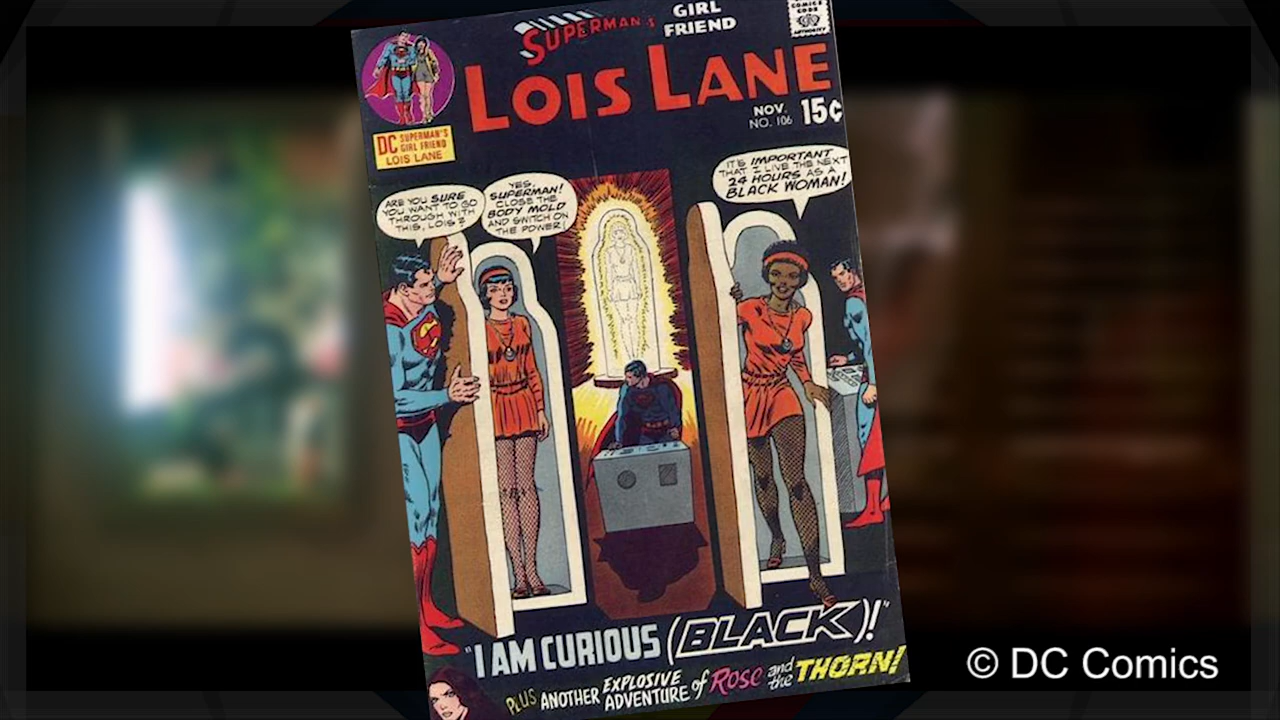 SUPERMAN'S
GIRL
FRIEND
LOIS LANE
COMICS
CODE
AUTHORITY
NOV.
NO. 106
15¢
DC SUPERMAN'S
GIRL FRIEND
LOIS LANE
ARE YOU SURE
YOU WANT TO GO
THROUGH WITH
THIS, LOIS?
YES,
SUPERMAN!
CLOSE THE
BODY MOLD
AND SWITCH ON
THE POWER!
IT'S IMPORTANT
THAT I LIVE THE NEXT
24 HOURS AS A
BLACK WOMAN!
"I AM CURIOUS (BLACK)!"
PLUS ANOTHER EXPLOSIVE
ADVENTURE of Rose and
the THORN!
© DC Comics